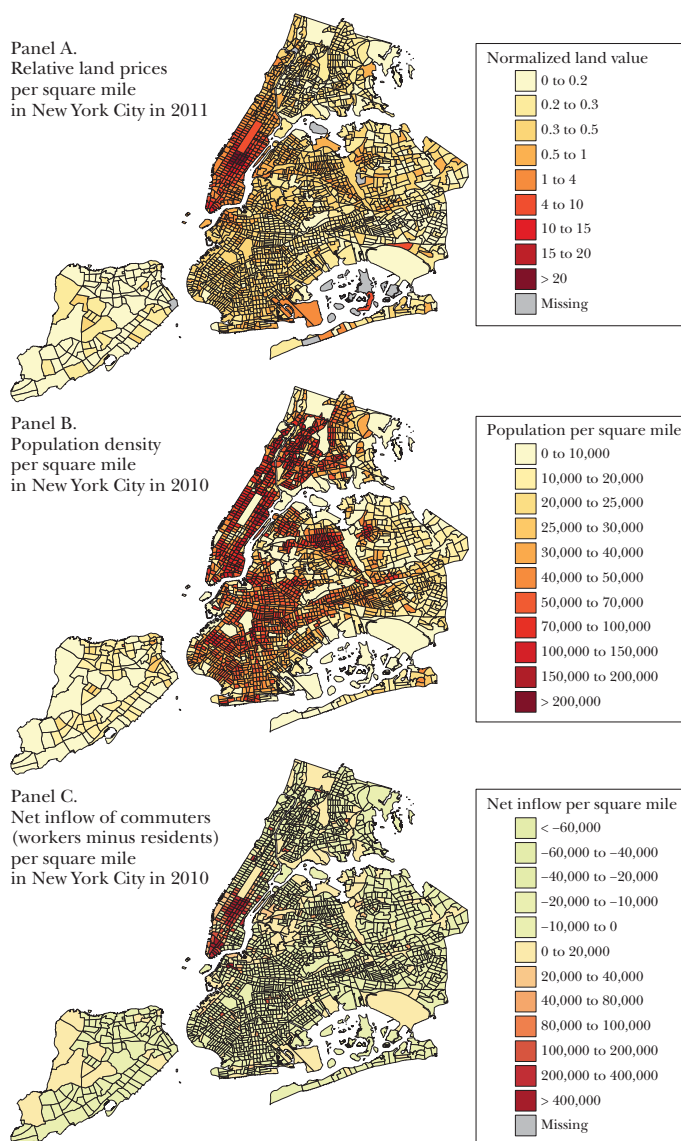 Panel A.
Relative land prices
per square mile
in New York City in 2011
Normalized land value
0 to 0.2
0.2 to 0.3
0.3 to 0.5
0.5 to 1
1 to 4
4 to 10
10 to 15
15 to 20
> 20
Missing
Panel B.
Population density
per square mile
in New York City in 2010
Population per square mile
0 to 10,000
10,000 to 20,000
20,000 to 25,000
25,000 to 30,000
30,000 to 40,000
40,000 to 50,000
50,000 to 70,000
70,000 to 100,000
100,000 to 150,000
150,000 to 200,000
> 200,000
Panel C.
Net inflow of commuters
(workers minus residents)
per square mile
in New York City in 2010
Net inflow per square mile
< –60,000
–60,000 to –40,000
–40,000 to –20,000
–20,000 to –10,000
–10,000 to 0
0 to 20,000
20,000 to 40,000
40,000 to 80,000
80,000 to 100,000
100,000 to 200,000
200,000 to 400,000
> 400,000
Missing